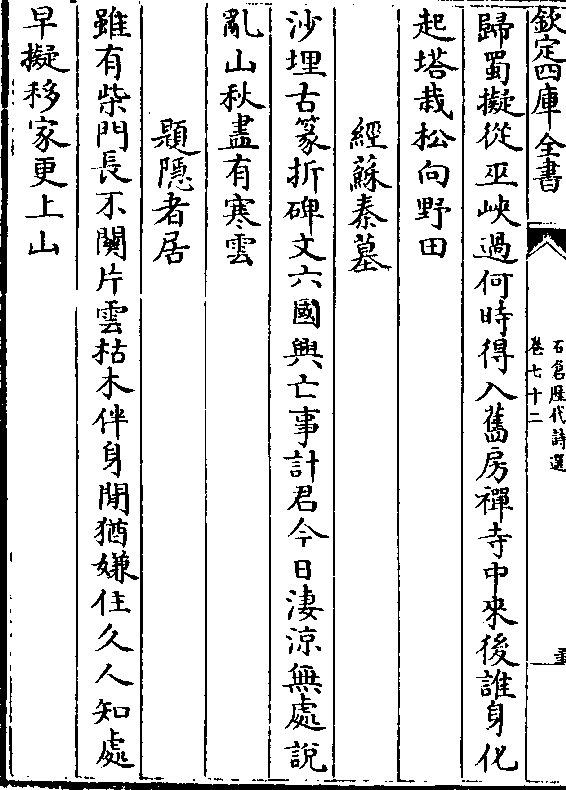 欽定四庫全書
石倉歷代詩選
卷七十二
歸蜀擬從巫峽過何時得入舊房禪寺中來後誰身化
起塔栽松向野田
經蘇秦墓
沙埋古篆折碑文六國興亡事計君今日淒涼無處說
亂山秋盡有寒雲
題隱者居
雖有柴門長不關片雲枯木伴身閒猶嫌住久人知處
早擬移家更上山